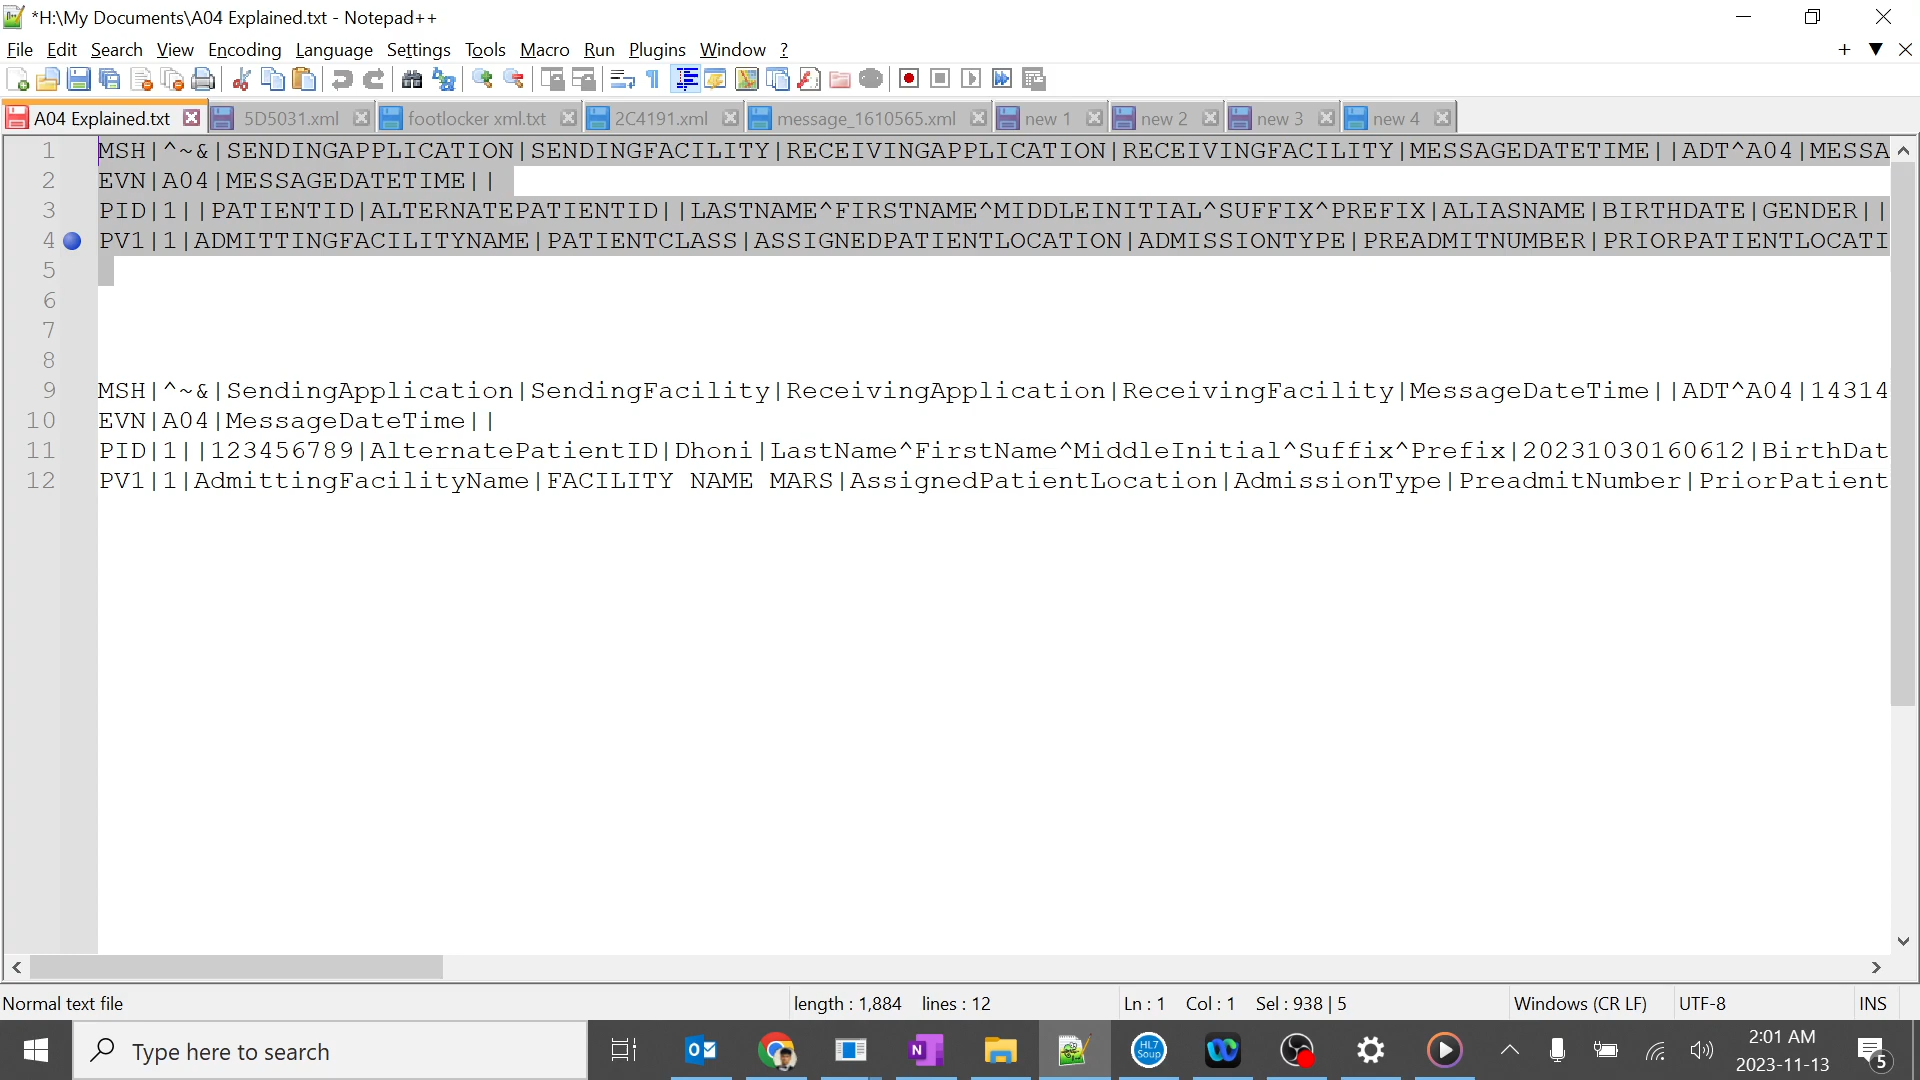 *H:\My Documents\A04 Explained.txt - Notepad++
File Edit Search View Encoding Language Settings Tools Macro Run Plugins Window ?
A04 Explained.txt 5D5031.xml footlocker xml.txt 2C4191.xml message_1610565.xml new 1 new 2 new 3 new 4
1 MSH|^~&|SENDINGAPPLICATION|SENDINGFACILITY|RECEIVINGAPPLICATION|RECEIVINGFACILITY|MESSAGEDATETIME||ADT^A04|MESSA
2 EVN|A04|MESSAGEDATETIME||
3 PID|1||PATIENTID|ALTERNATEPATIENTID||LASTNAME^FIRSTNAME^MIDDLEINITIAL^SUFFIX^PREFIX|ALIASNAME|BIRTHDATE|GENDER||
4 PV1|1|ADMITTINGFACILITYNAME|PATIENTCLASS|ASSIGNEDPATIENTLOCATION|ADMISSIONTYPE|PREADMITNUMBER|PRIORPATIENTLOCATI
5
6
7
8
9 MSH|^~&|SendingApplication|SendingFacility|ReceivingApplication|ReceivingFacility|MessageDateTime||ADT^A04|14314
10 EVN|A04|MessageDateTime||
11 PID|1||123456789|AlternatePatientID|Dhoni|LastName^FirstName^MiddleInitial^Suffix^Prefix|20231030160612|BirthDat
12 PV1|1|AdmittingFacilityName|FACILITY NAME MARS|AssignedPatientLocation|AdmissionType|PreadmitNumber|PriorPatient
Normal text file length : 1,884 lines : 12 Ln : 1 Col : 1 Sel : 938 | 5 Windows (CR LF) UTF-8 INS
Type here to search HL7 Soup 2:01 AM
2023-11-13 5